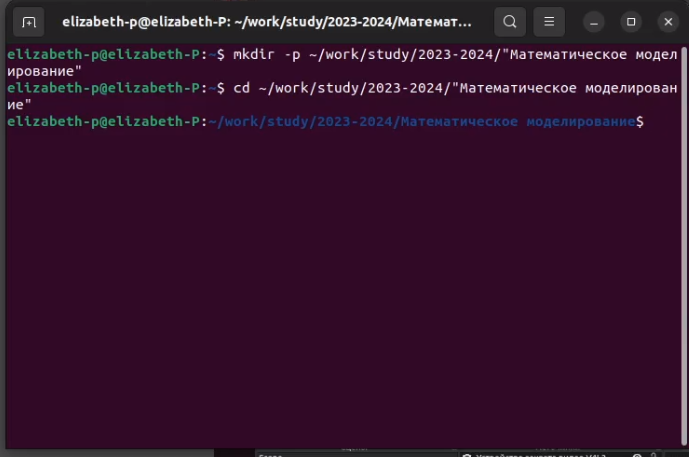 elizabeth-p@elizabeth-P: ~/work/study/2023-2024/Математ...
elizabeth-p@elizabeth-P:~$ mkdir -p ~/work/study/2023-2024/"Математическое модел
ирование"
elizabeth-p@elizabeth-P:~$ cd ~/work/study/2023-2024/"Математическое моделирован
ие"
elizabeth-p@elizabeth-P:~/work/study/2023-2024/Математическое моделирование$